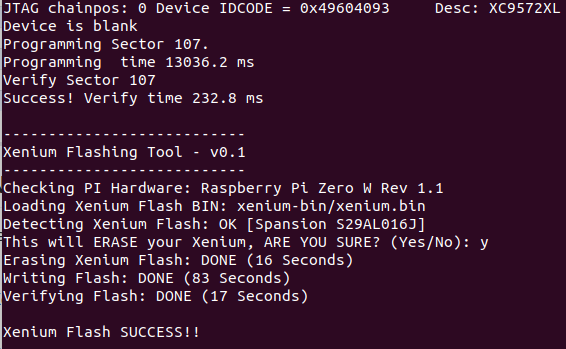 JTAG chainpos: 0 Device IDCODE = 0x49604093     Desc: XC9572XL
Device is blank
Programming Sector 107.
Programming  time 13036.2 ms
Verify Sector 107
Success! Verify time 232.8 ms
---------------------------
Xenium Flashing Tool - v0.1
---------------------------
Checking PI Hardware: Raspberry Pi Zero W Rev 1.1
Loading Xenium Flash BIN: xenium-bin/xenium.bin
Detecting Xenium Flash: OK [Spansion S29AL016J]
This will ERASE your Xenium, ARE YOU SURE? (Yes/No): y
Erasing Xenium Flash: DONE (16 Seconds)
Writing Flash: DONE (83 Seconds)
Verifying Flash: DONE (17 Seconds)
Xenium Flash SUCCESS!!